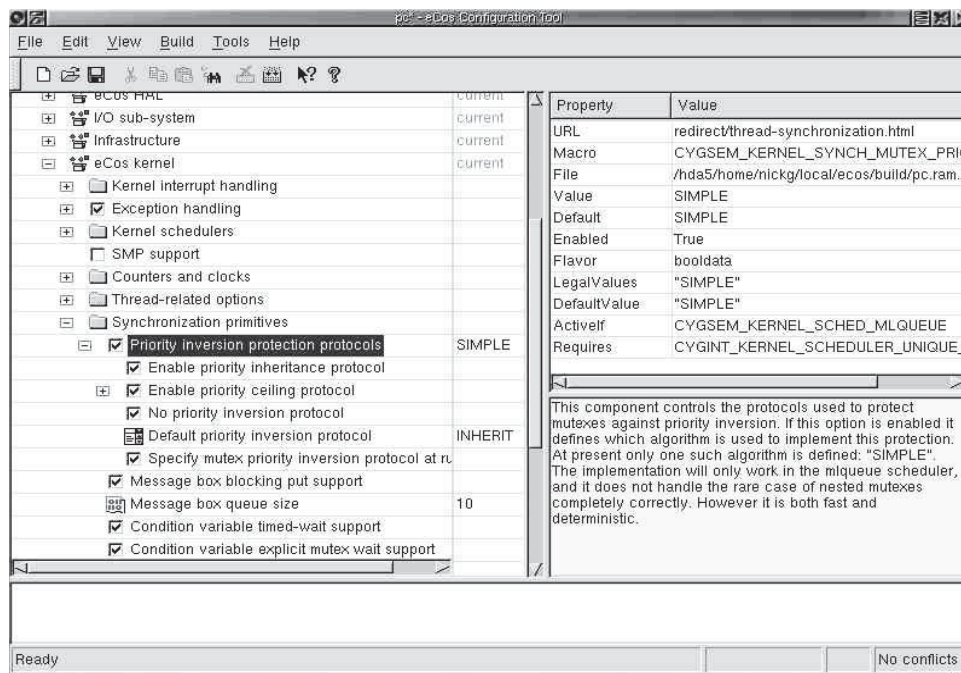 pc* - eCos Configuration Tool
File Edit View Build Tools Help
eCos HAL current
I/O sub-system current
Infrastructure current
eCos kernel current
Kernel interrupt handling
Exception handling
Kernel schedulers
SMP support
Counters and clocks
Thread-related options
Synchronization primitives
Priority inversion protection protocols SIMPLE
Enable priority inheritance protocol
Enable priority ceiling protocol
No priority inversion protocol
Default priority inversion protocol INHERIT
Specify mutex priority inversion protocol at ru
Message box blocking put support
Message box queue size 10
Condition variable timed-wait support
Condition variable explicit mutex wait support
Property Value
URL redirect/thread-synchronization.html
Macro CYGSEM_KERNEL_SYNCH_MUTEX_PRI
File /hda5/home/nickg/local/ecos/build/pc.ram.
Value SIMPLE
Default SIMPLE
Enabled True
Flavor booldata
LegalValues "SIMPLE"
DefaultValue "SIMPLE"
ActiveIf CYGSEM_KERNEL_SCHED_MLQUEUE
Requires CYGINT_KERNEL_SCHEDULER_UNIQUE_
This component controls the protocols used to protect
mutexes against priority inversion. If this option is enabled it
defines which algorithm is used to implement this protection.
At present only one such algorithm is defined: "SIMPLE".
The implementation will only work in the mlqueue scheduler,
and it does not handle the rare case of nested mutexes
completely correctly. However it is both fast and
deterministic.
Ready
No conflicts